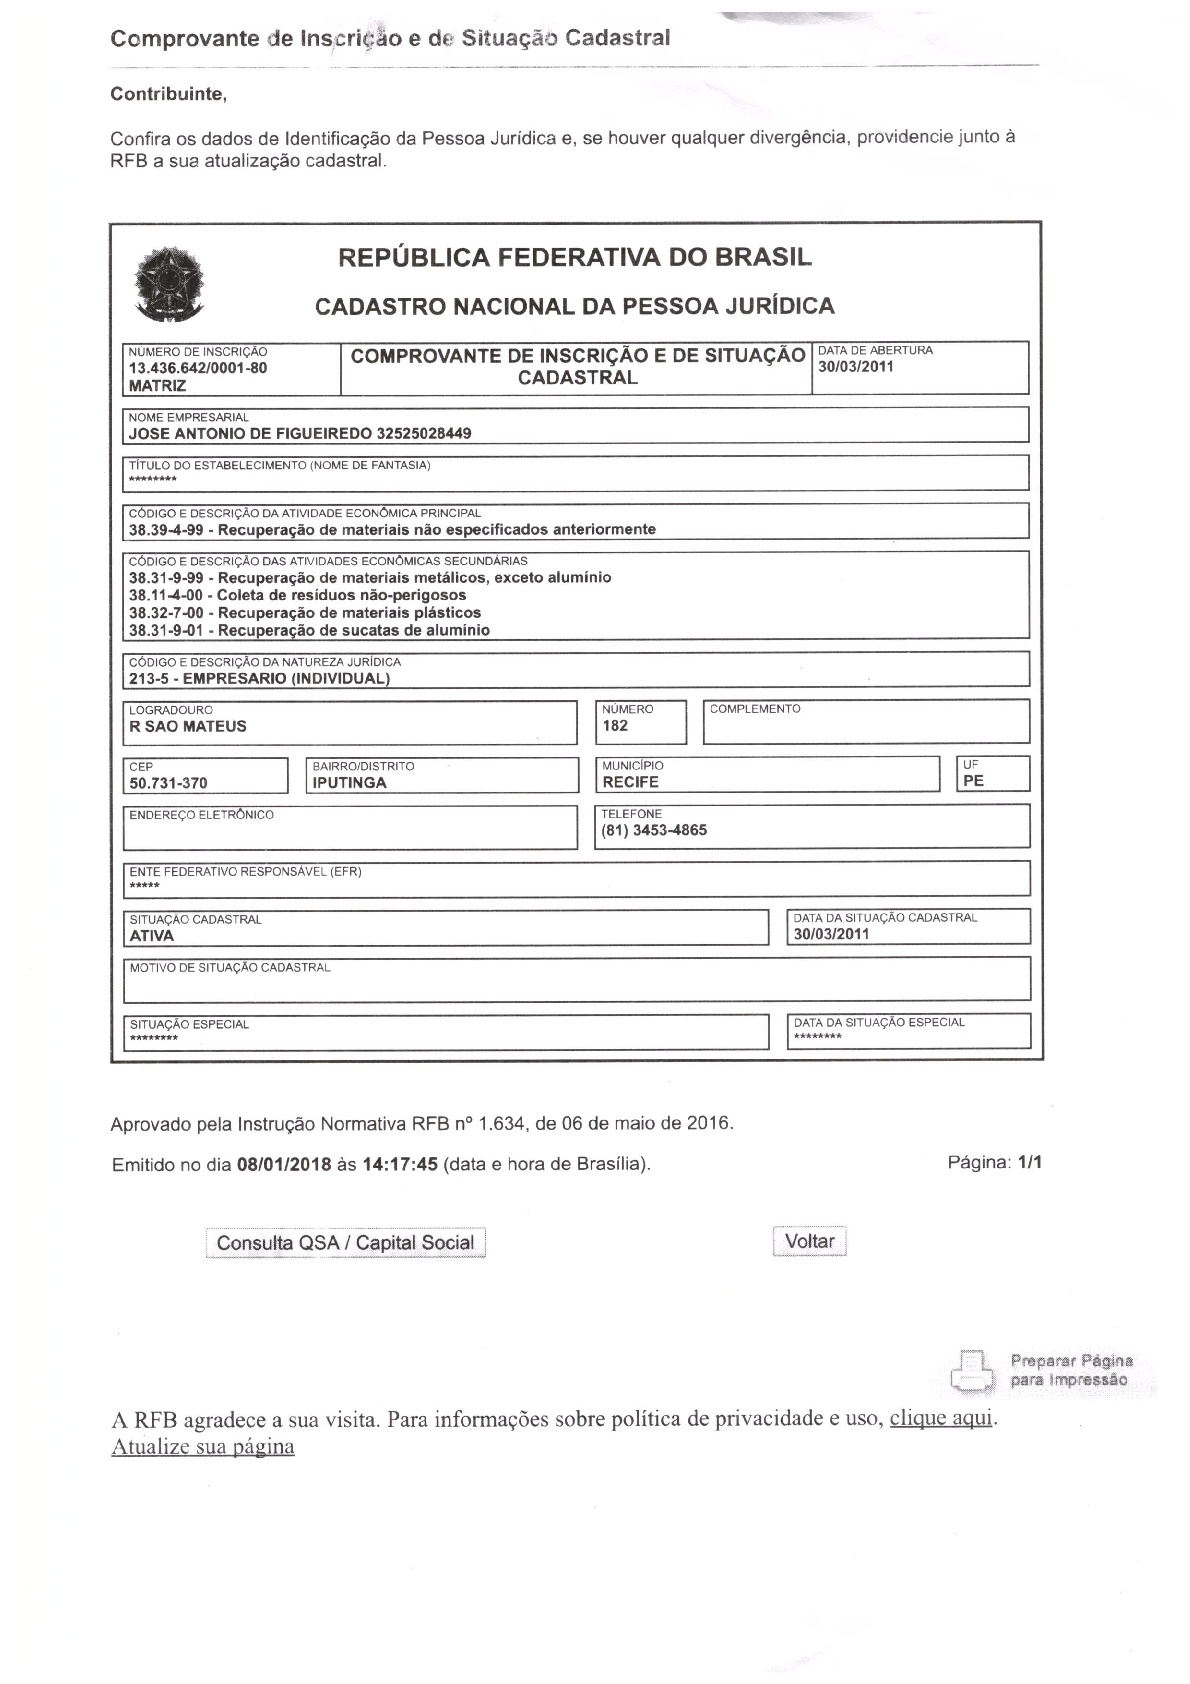 Comprovante de Inscrição e de Situação Cadastral
Contribuinte,
Confira os dados de Identificação da Pessoa Jurídica e, se houver qualquer divergência, providencie junto à
RFB a sua atualização cadastral.
REPÚBLICA FEDERATIVA DO BRASIL
CADASTRO NACIONAL DA PESSOA JURÍDICA
NÚMERO DE INSCRIÇÃO
13.436.642/0001-80
MATRIZ
COMPROVANTE DE INSCRIÇÃO E DE SITUAÇÃO
CADASTRAL
DATA DE ABERTURA
30/03/2011
NOME EMPRESARIAL
JOSE ANTONIO DE FIGUEIREDO 32525028449
TÍTULO DO ESTABELECIMENTO (NOME DE FANTASIA)
********
CÓDIGO E DESCRIÇÃO DA ATIVIDADE ECONÔMICA PRINCIPAL
38.39-4-99 - Recuperação de materiais não especificados anteriormente
CÓDIGO E DESCRIÇÃO DAS ATIVIDADES ECONÔMICAS SECUNDÁRIAS
38.31-9-99 - Recuperação de materiais metálicos, exceto alumínio
38.11-4-00 - Coleta de resíduos não-perigosos
38.32-7-00 - Recuperação de materiais plásticos
38.31-9-01 - Recuperação de sucatas de alumínio
CÓDIGO E DESCRIÇÃO DA NATUREZA JURÍDICA
213-5 - EMPRESARIO (INDIVIDUAL)
LOGRADOURO
R SAO MATEUS
NÚMERO
182
COMPLEMENTO
CEP
50.731-370
BAIRRO/DISTRITO
IPUTINGA
MUNICÍPIO
RECIFE
UF
PE
ENDEREÇO ELETRÔNICO
TELEFONE
(81) 3453-4865
ENTE FEDERATIVO RESPONSÁVEL (EFR)
*****
SITUAÇÃO CADASTRAL
ATIVA
DATA DA SITUAÇÃO CADASTRAL
30/03/2011
MOTIVO DE SITUAÇÃO CADASTRAL
SITUAÇÃO ESPECIAL
********
DATA DA SITUAÇÃO ESPECIAL
********
Aprovado pela Instrução Normativa RFB nº 1.634, de 06 de maio de 2016.
Emitido no dia 08/01/2018 às 14:17:45 (data e hora de Brasília).
Página: 1/1
Consulta QSA / Capital Social
Voltar
Preparar Página
para Impressão
A RFB agradece a sua visita. Para informações sobre política de privacidade e uso, clique aqui.
Atualize sua página